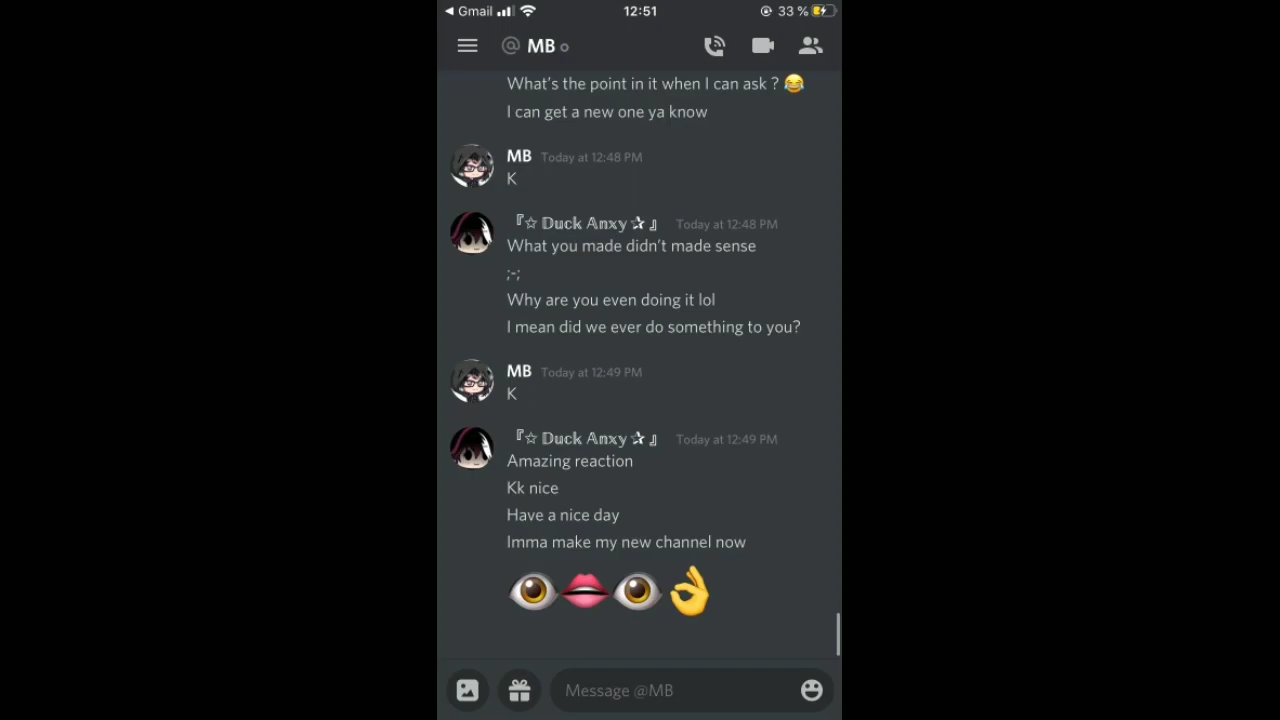 ◀ Gmail 12:51 33 %
@ MB
What's the point in it when I can ask ? 😂
I can get a new one ya know
MB Today at 12:48 PM
K
『☆ 𝔻𝕦𝕔𝕜 𝔸𝕟𝕩𝕪 ✰ 』 Today at 12:48 PM
What you made didn't made sense
;-;
Why are you even doing it lol
I mean did we ever do something to you?
MB Today at 12:49 PM
K
『☆ 𝔻𝕦𝕔𝕜 𝔸𝕟𝕩𝕪 ✰ 』 Today at 12:49 PM
Amazing reaction
Kk nice
Have a nice day
Imma make my new channel now
👁👄👁👌
Message @MB